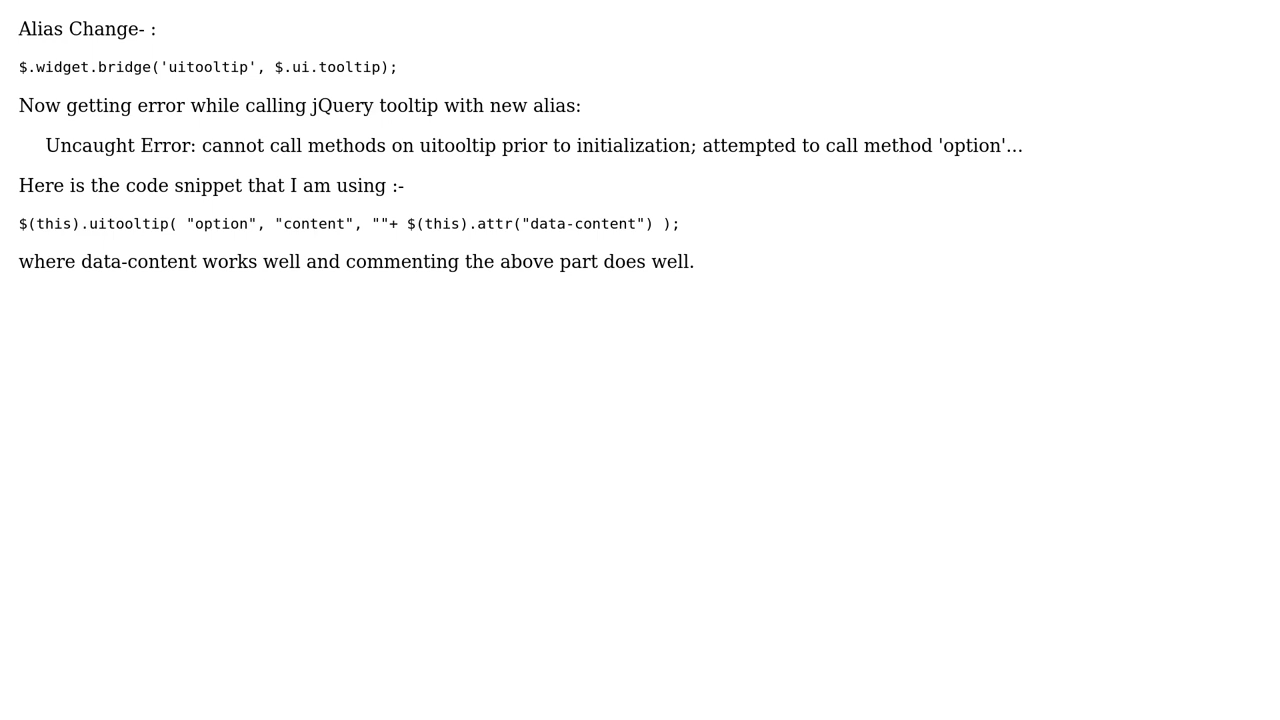 Alias Change- :
$.widget.bridge('uitooltip', $.ui.tooltip);
Now getting error while calling jQuery tooltip with new alias:
Uncaught Error: cannot call methods on uitooltip prior to initialization; attempted to call method 'option'...
Here is the code snippet that I am using :-
$(this).uitooltip( "option", "content", ""+ $(this).attr("data-content") );
where data-content works well and commenting the above part does well.